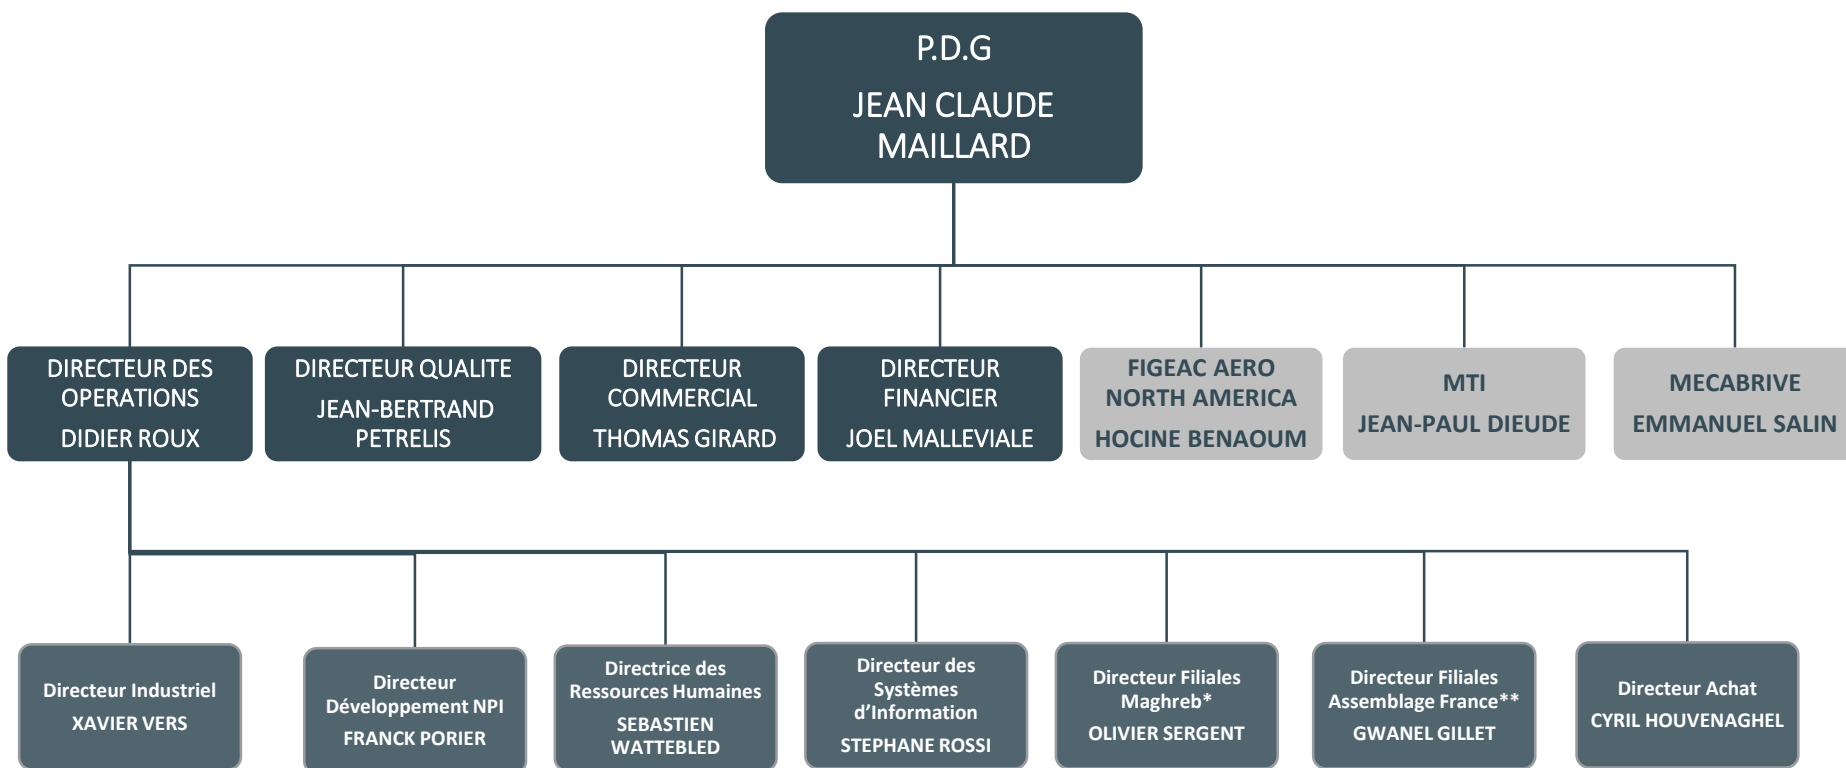 P.D.G
JEAN CLAUDE
MAILLARD
DIRECTEUR DES
OPERATIONS
DIDIER ROUX
DIRECTEUR QUALITE
JEAN-BERTRAND
PETRELIS
DIRECTEUR
COMMERCIAL
THOMAS GIRARD
DIRECTEUR
FINANCIER
JOEL MALLEVIALE
FIGEAC AERO
NORTH AMERICA
HOCINE BENAOUM
MTI
JEAN-PAUL DIEUDE
MECABRIVE
EMMANUEL SALIN
Directeur Industriel
XAVIER VERS
Directeur
Développement NPI
FRANCK PORIER
Directrice des
Ressources Humaines
SEBASTIEN
WATTEBLED
Directeur des
Systèmes
d’Information
STEPHANE ROSSI
Directeur Filiales
Maghreb*
OLIVIER SERGENT
Directeur Filiales
Assemblage France**
GWANEL GILLET
Directeur Achat
CYRIL HOUVENAGHEL